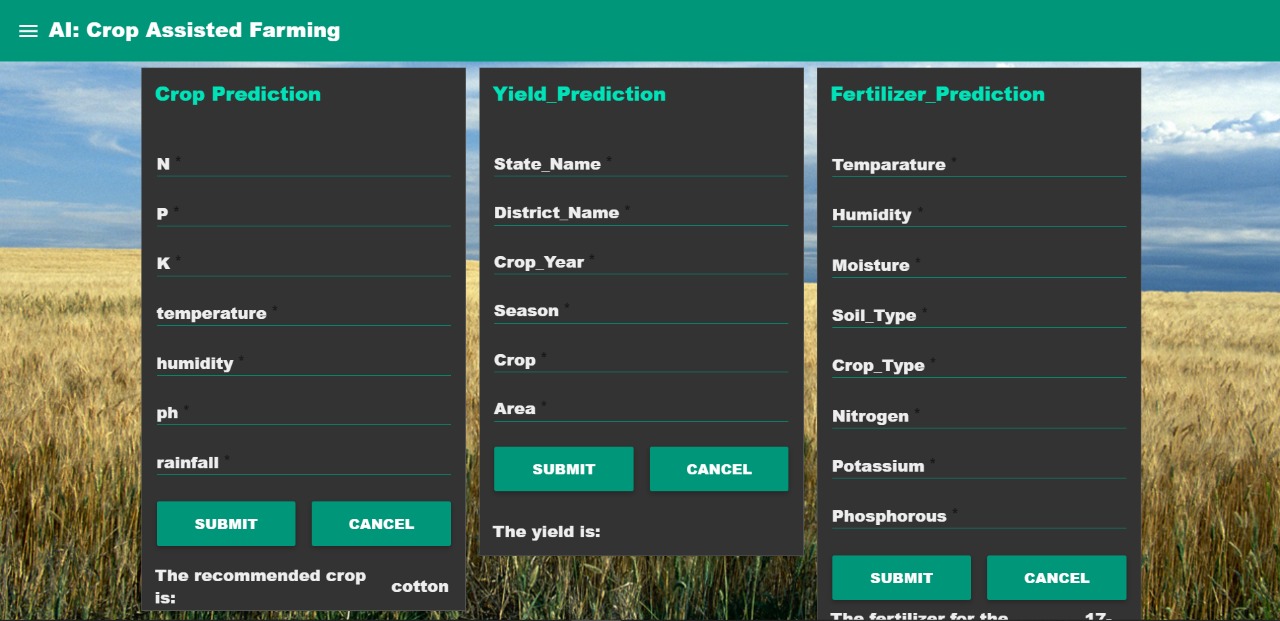 AI: Crop Assisted Farming
Crop Prediction
N *
P *
K *
temperature *
humidity *
ph *
rainfall *
SUBMIT CANCEL
The recommended crop
is:
cotton
Yield_Prediction
State_Name *
District_Name *
Crop_Year *
Season *
Crop *
Area *
SUBMIT CANCEL
The yield is:
Fertilizer_Prediction
Temparature *
Humidity *
Moisture *
Soil_Type *
Crop_Type *
Nitrogen *
Potassium *
Phosphorous *
SUBMIT CANCEL
The fertilizer for the
17-